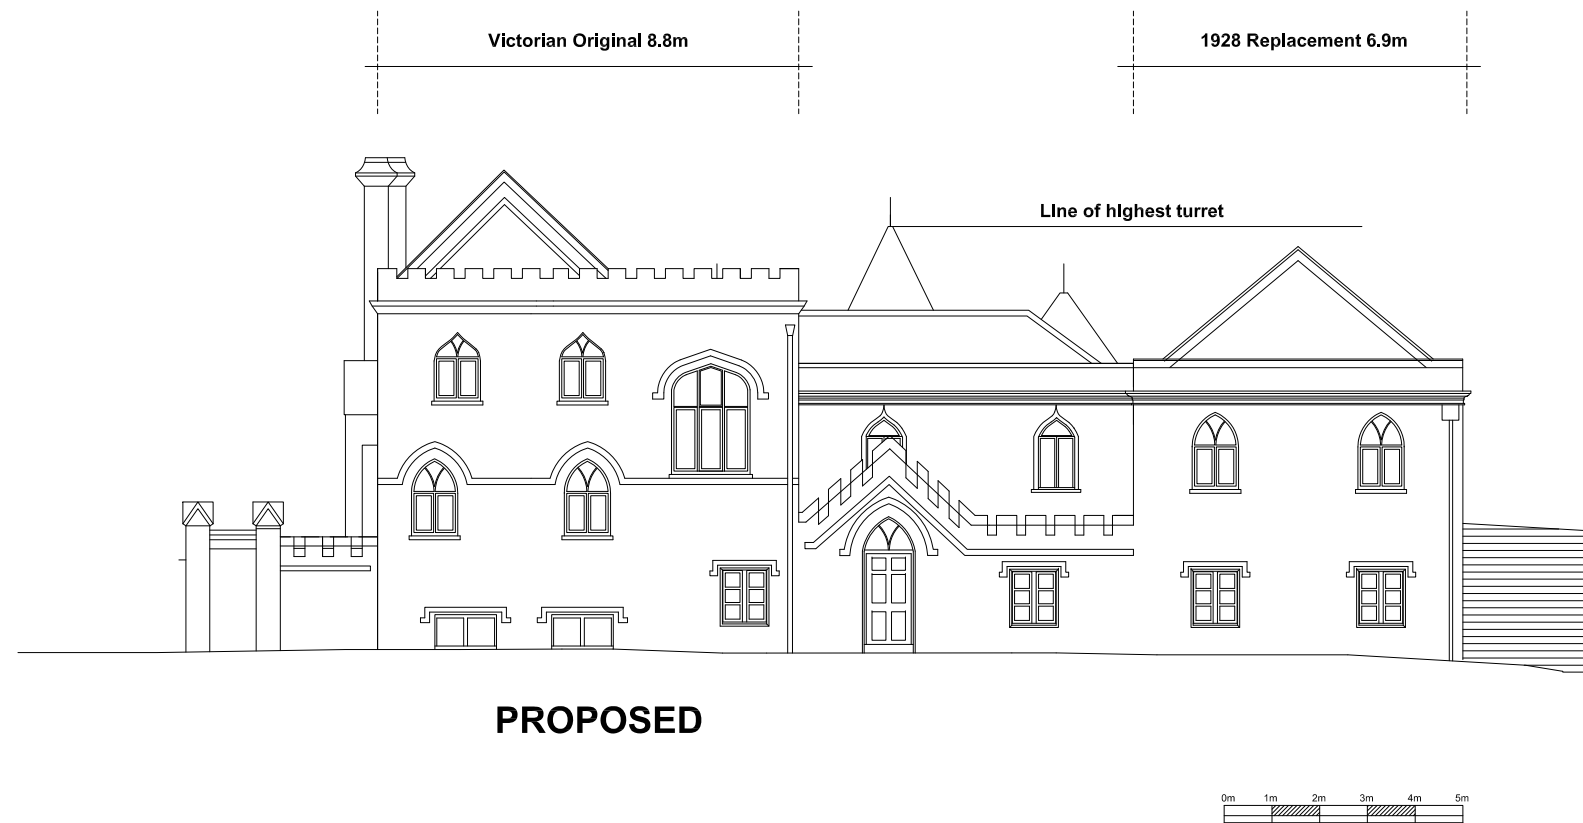 Victorian Original 8.8m
1928 Replacement 6.9m
Line of highest turret
PROPOSED
0m 1m 2m 3m 4m 5m